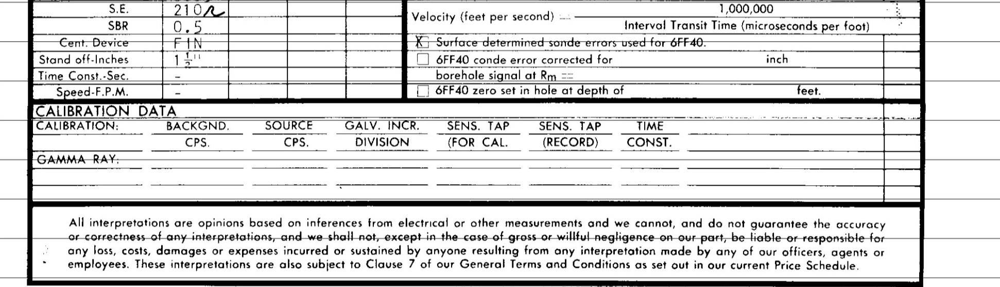 S.E. 210
SBR 0.5
Cent. Device FIN
Stand off-Inches 1 1/2"
Time Const.-Sec. -
Speed-F.P.M. -
1,000,000
Velocity (feet per second) =
Interval Transit Time (microseconds per foot)
X Surface determined sonde errors used for 6FF40.
6FF40 conde error corrected for inch
borehole signal at Rm ==
6FF40 zero set in hole at depth of feet.
CALIBRATION DATA
CALIBRATION: BACKGND. SOURCE GALV. INCR. SENS. TAP SENS. TAP TIME
CPS. CPS. DIVISION (FOR CAL. (RECORD) CONST.
GAMMA RAY:
All interpretations are opinions based on inferences from electrical or other measurements and we cannot, and do not guarantee the accuracy
or correctness of any interpretations, and we shall not, except in the case of gross or willful negligence on our part, be liable or responsible for
any loss, costs, damages or expenses incurred or sustained by anyone resulting from any interpretation made by any of our officers, agents or
employees. These interpretations are also subject to Clause 7 of our General Terms and Conditions as set out in our current Price Schedule.